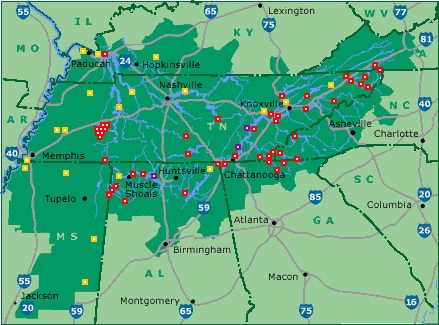 55
IL
65
Lexington
75
WV
77
MO
KY
81
VA
24
Paducah
Hopkinsville
Nashville
Knoxville
AR
TN
NC
40
Asheville
Charlotte
40
Memphis
Huntsville
Chattanooga
SC
Muscle
Shoals
Tupelo
85
20
59
Columbia
Atlanta
GA
MS
26
Birmingham
AL
55
Macon
Jackson
20
59
Montgomery
65
75
16